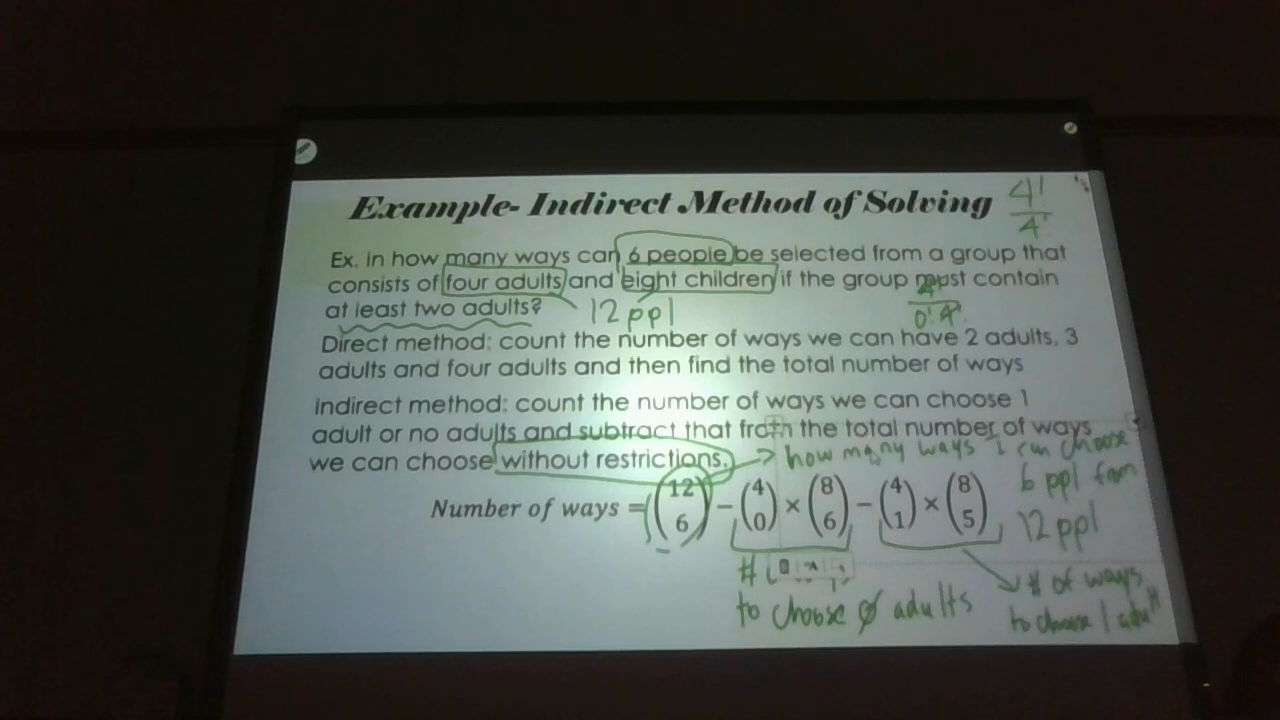 Example- Indirect Method of Solving
4!
4!
Ex. in how many ways can 6 people be selected from a group that
consists of four adults and eight children if the group must contain
at least two adults?
12 ppl
4!
0! 4!
Direct method: count the number of ways we can have 2 adults, 3
adults and four adults and then find the total number of ways
Indirect method: count the number of ways we can choose 1
adult or no adults and subtract that from the total number of ways
we can choose without restrictions.
→ how many ways I can choose
6 ppl from
12 ppl
Number of ways = (12 6) − (4 0) × (8 6) − (4 1) × (8 5)
#
to choose 0 adults
# of ways
to choose 1 adult